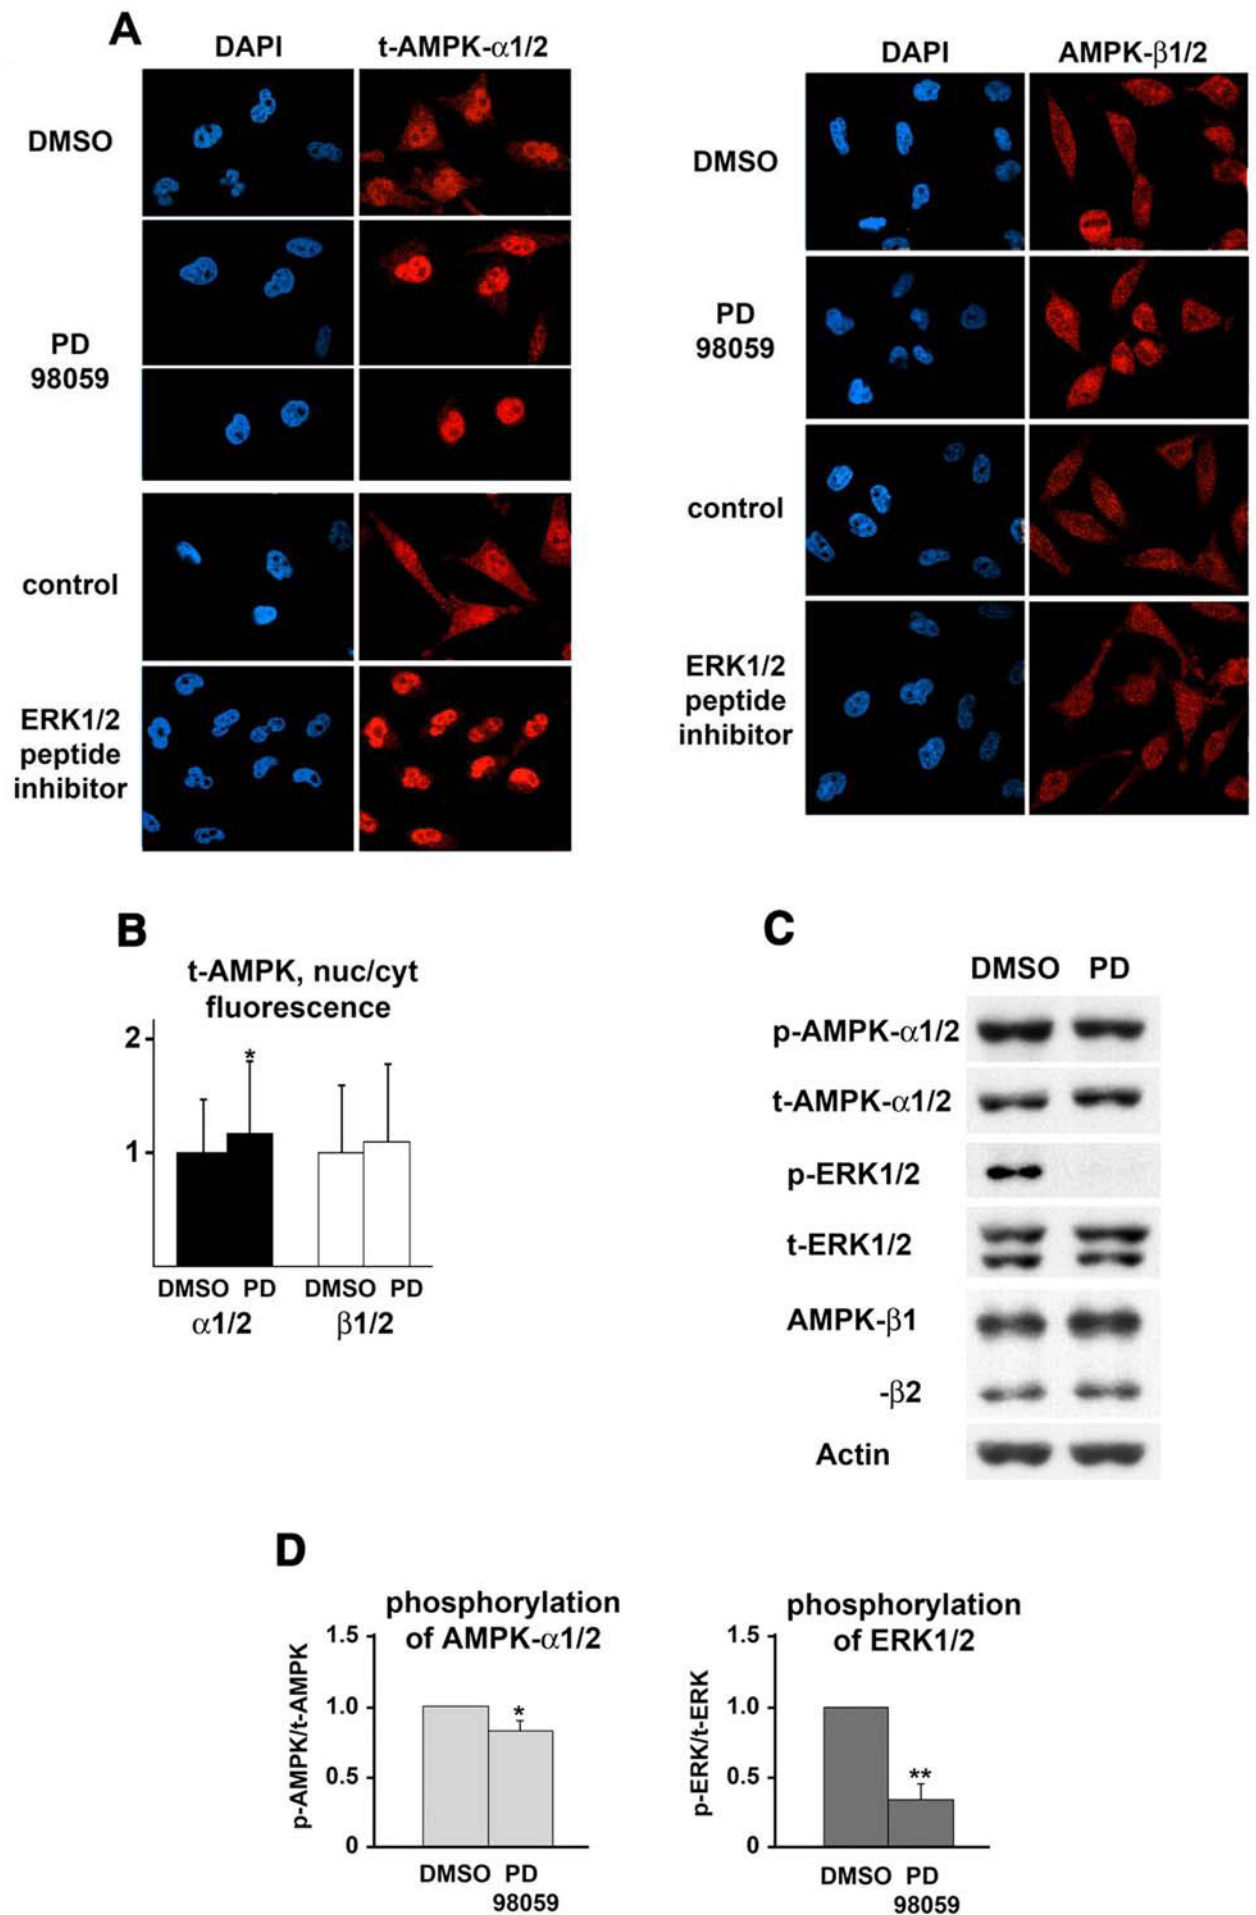 A
DAPI t-AMPK-α1/2
DMSO
PD
98059
control
ERK1/2
peptide
inhibitor
DAPI AMPK-β1/2
DMSO
PD
98059
control
ERK1/2
peptide
inhibitor
B
t-AMPK, nuc/cyt
fluorescence
2
*
1
DMSO PD DMSO PD
α1/2 β1/2
C
DMSO PD
p-AMPK-α1/2
t-AMPK-α1/2
p-ERK1/2
t-ERK1/2
AMPK-β1
-β2
Actin
D
phosphorylation
of AMPK-α1/2
p-AMPK/t-AMPK
1.5
1.0
*
0.5
0
DMSO PD
98059
phosphorylation
of ERK1/2
p-ERK/t-ERK
1.5
1.0
0.5
**
0
DMSO PD
98059